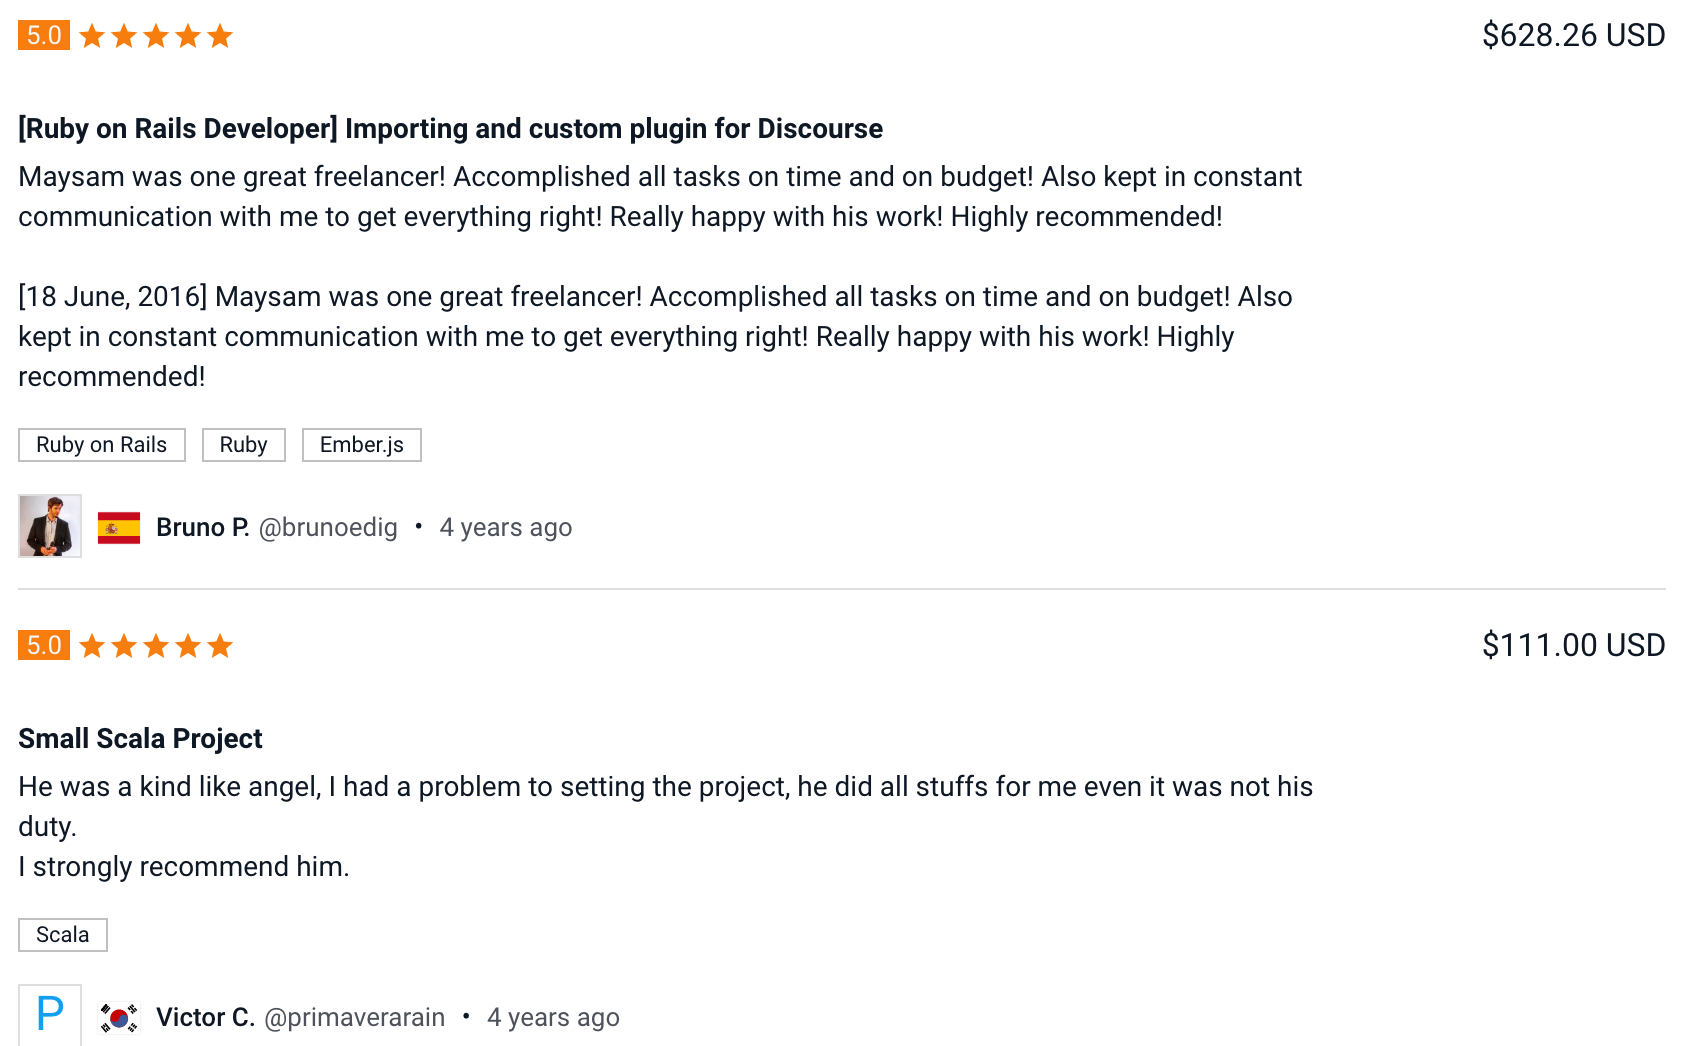 5.0
$628.26 USD
[Ruby on Rails Developer] Importing and custom plugin for Discourse
Maysam was one great freelancer! Accomplished all tasks on time and on budget! Also kept in constant
communication with me to get everything right! Really happy with his work! Highly recommended!
[18 June, 2016] Maysam was one great freelancer! Accomplished all tasks on time and on budget! Also
kept in constant communication with me to get everything right! Really happy with his work! Highly
recommended!
Ruby on Rails Ruby Ember.js
Bruno P. @brunoedig • 4 years ago
5.0
$111.00 USD
Small Scala Project
He was a kind like angel, I had a problem to setting the project, he did all stuffs for me even it was not his
duty.
I strongly recommend him.
Scala
P
Victor C. @primaverarain • 4 years ago